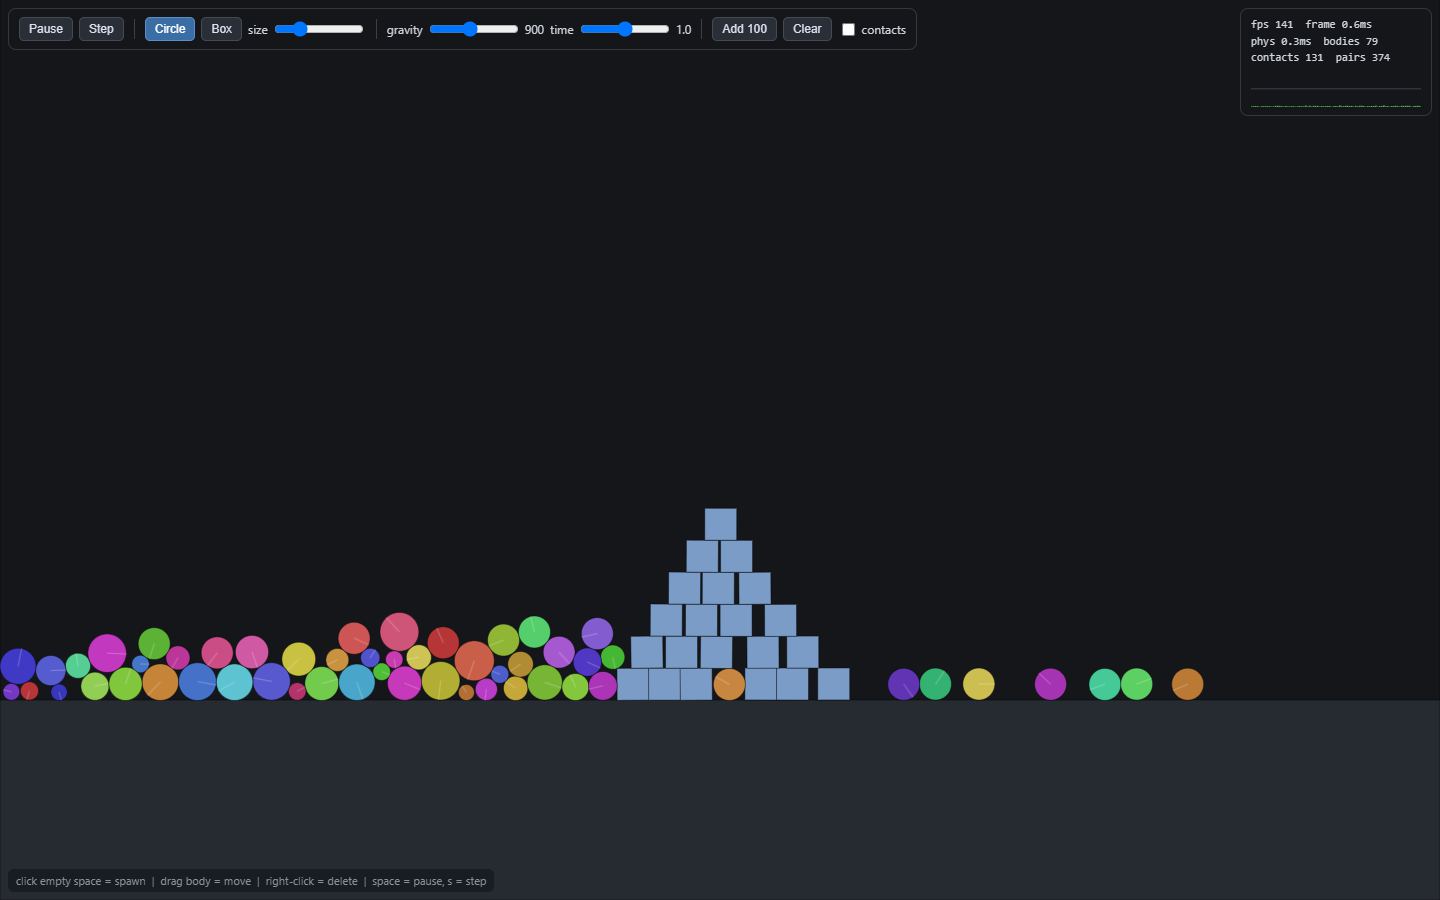 Pause Step Circle Box size gravity 900 time 1.0 Add 100 Clear contacts
fps 141 frame 0.6ms
phys 0.3ms bodies 79
contacts 131 pairs 374
click empty space = spawn | drag body = move | right-click = delete | space = pause, s = step